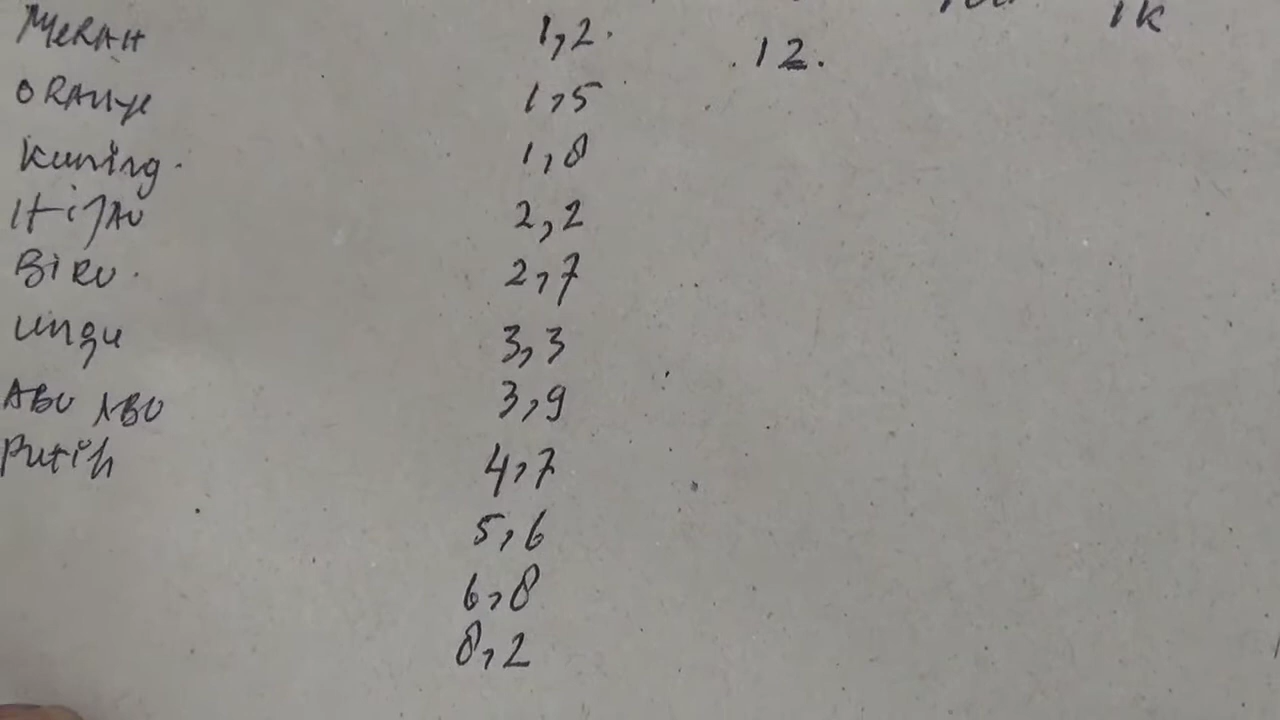 MERAH 1,2. .12. 1K
ORANYE 1,5
Kuning. 1,8
HiJAU 2,2
BiRU. 2,7
Ungu 3,3
ABU ABU 3,9
Putih 4,7
5,6
6,8
8,2